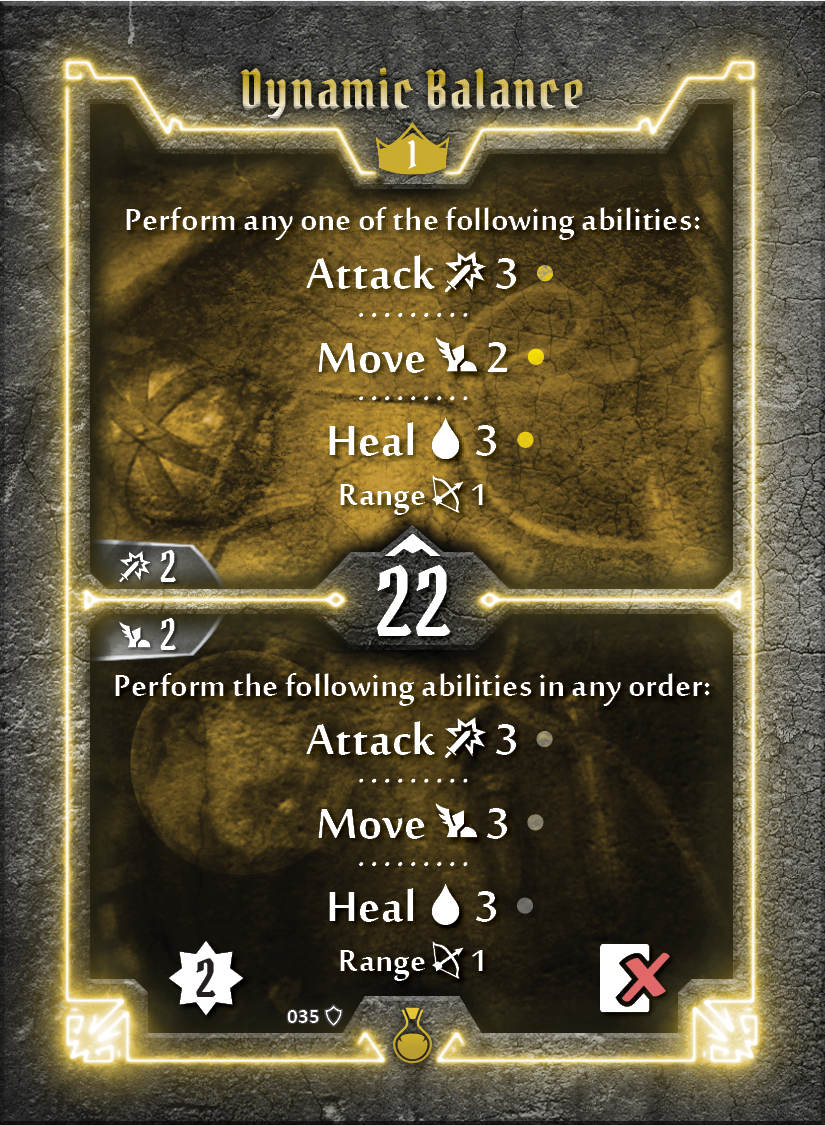 Dynamic Balance
1
Perform any one of the following abilities:
Attack 3
Move 2
Heal 3
Range 1
2
22
2
Perform the following abilities in any order:
Attack 3
Move 3
Heal 3
Range 1
2
035